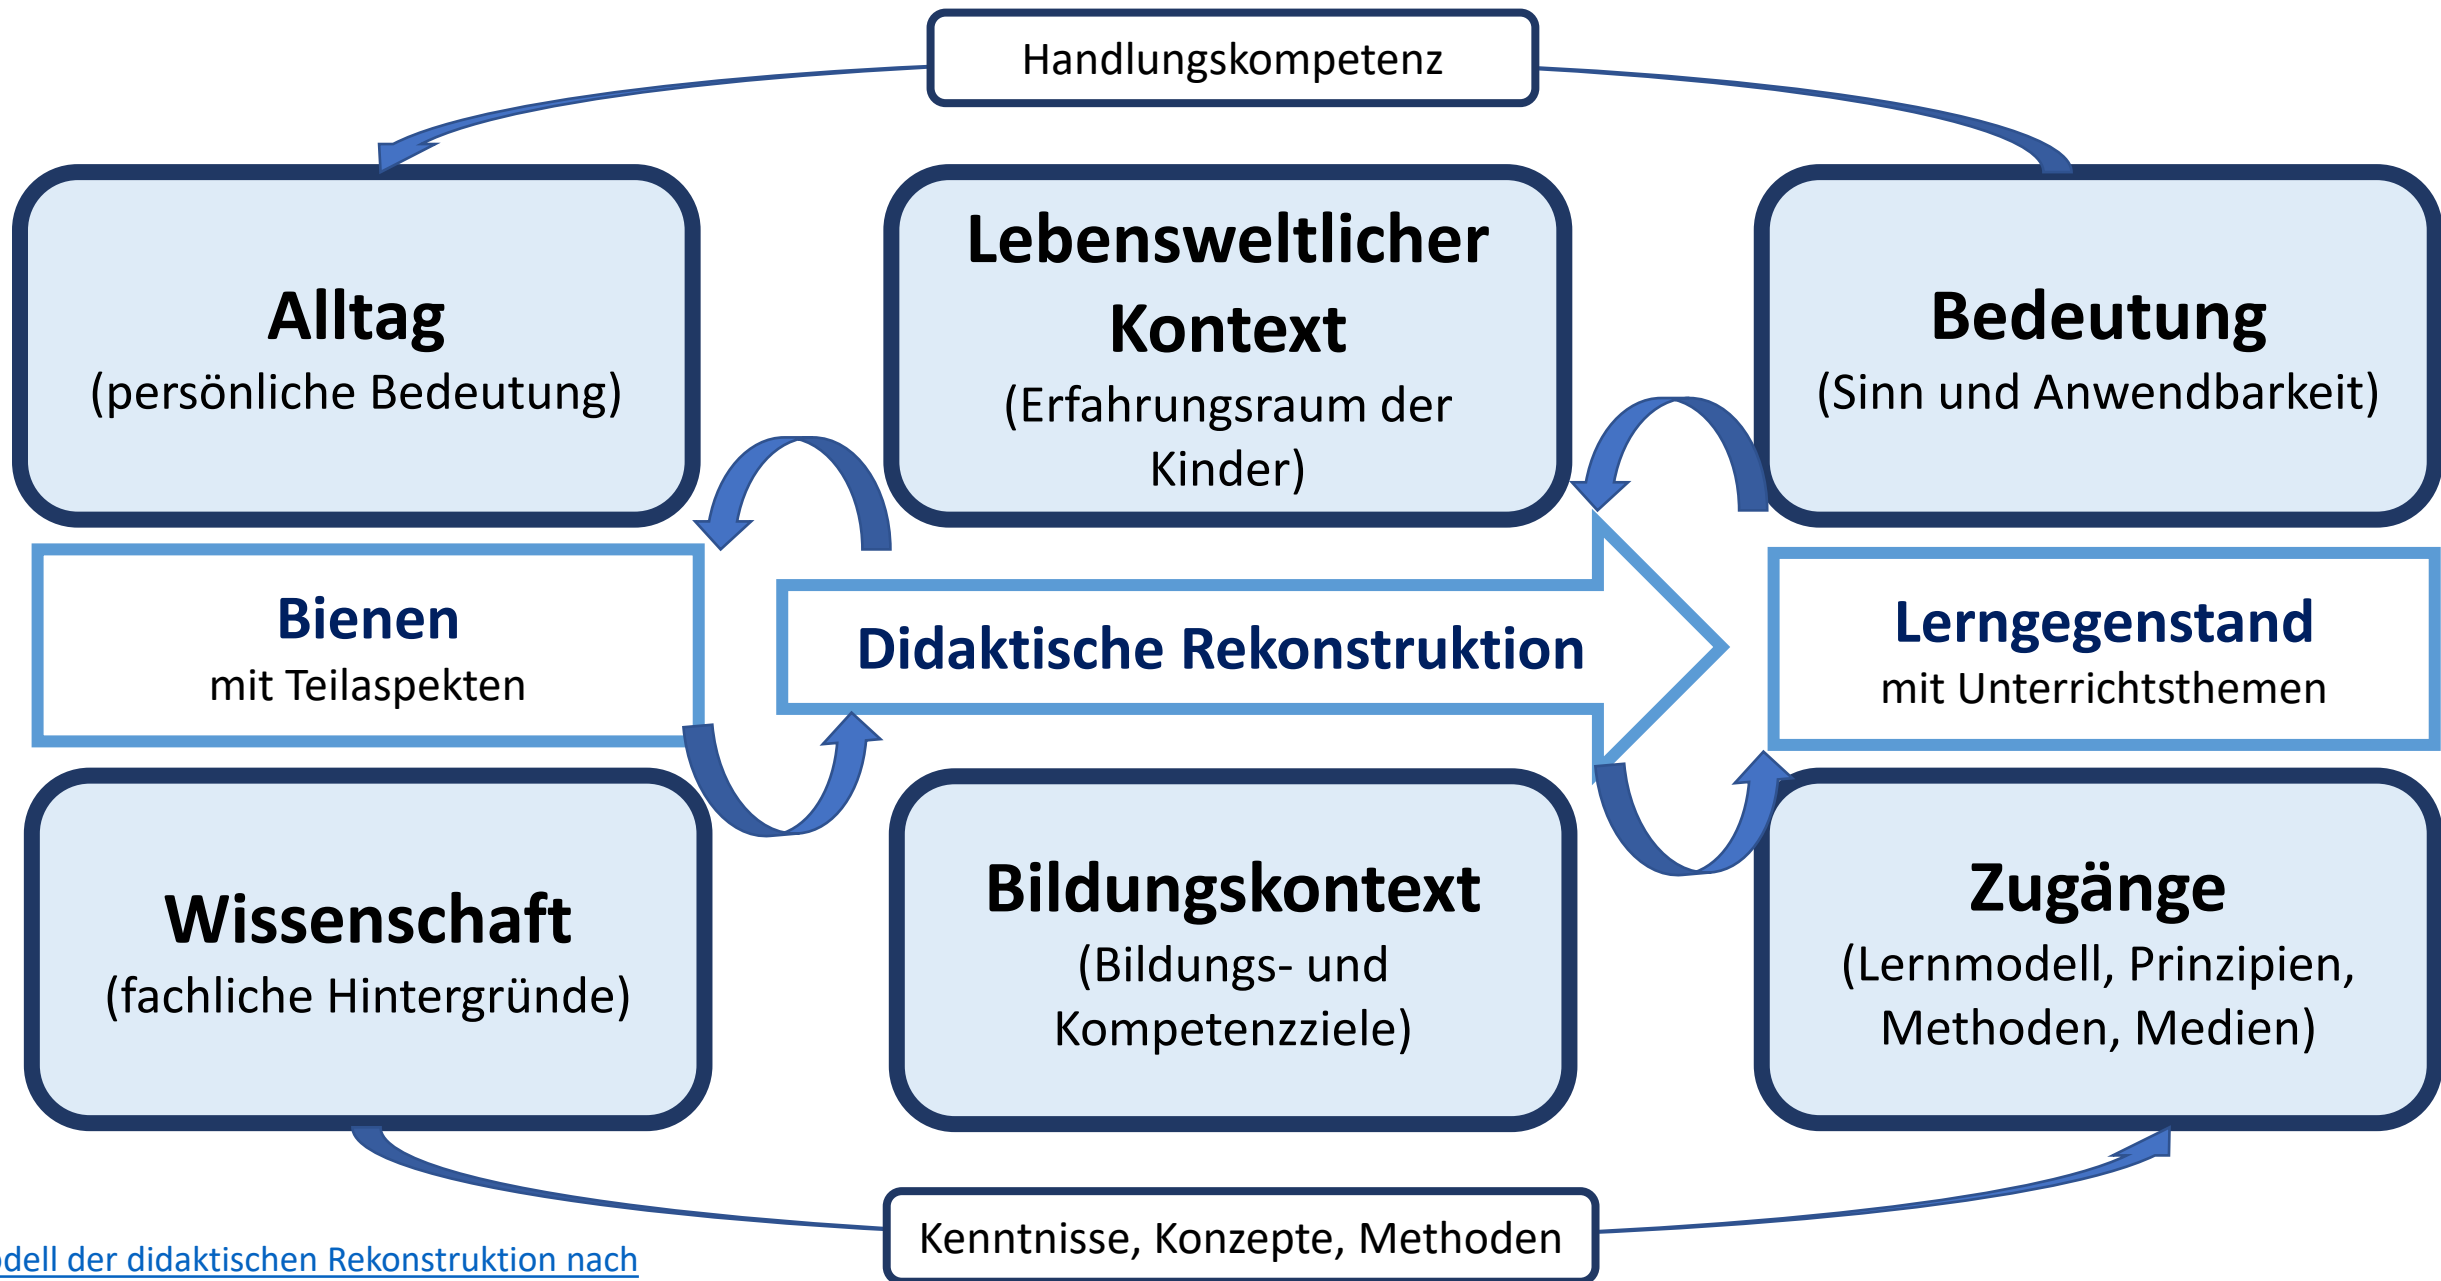 Handlungskompetenz
Alltag
(persönliche Bedeutung)
Lebensweltlicher
Kontext
(Erfahrungsraum der
Kinder)
Bedeutung
(Sinn und Anwendbarkeit)
Bienen
mit Teilaspekten
Didaktische Rekonstruktion
Lerngegenstand
mit Unterrichtsthemen
Wissenschaft
(fachliche Hintergründe)
Bildungskontext
(Bildungs- und
Kompetenzziele)
Zugänge
(Lernmodell, Prinzipien,
Methoden, Medien)
Kenntnisse, Konzepte, Methoden
der didaktischen Rekonstruktion nach